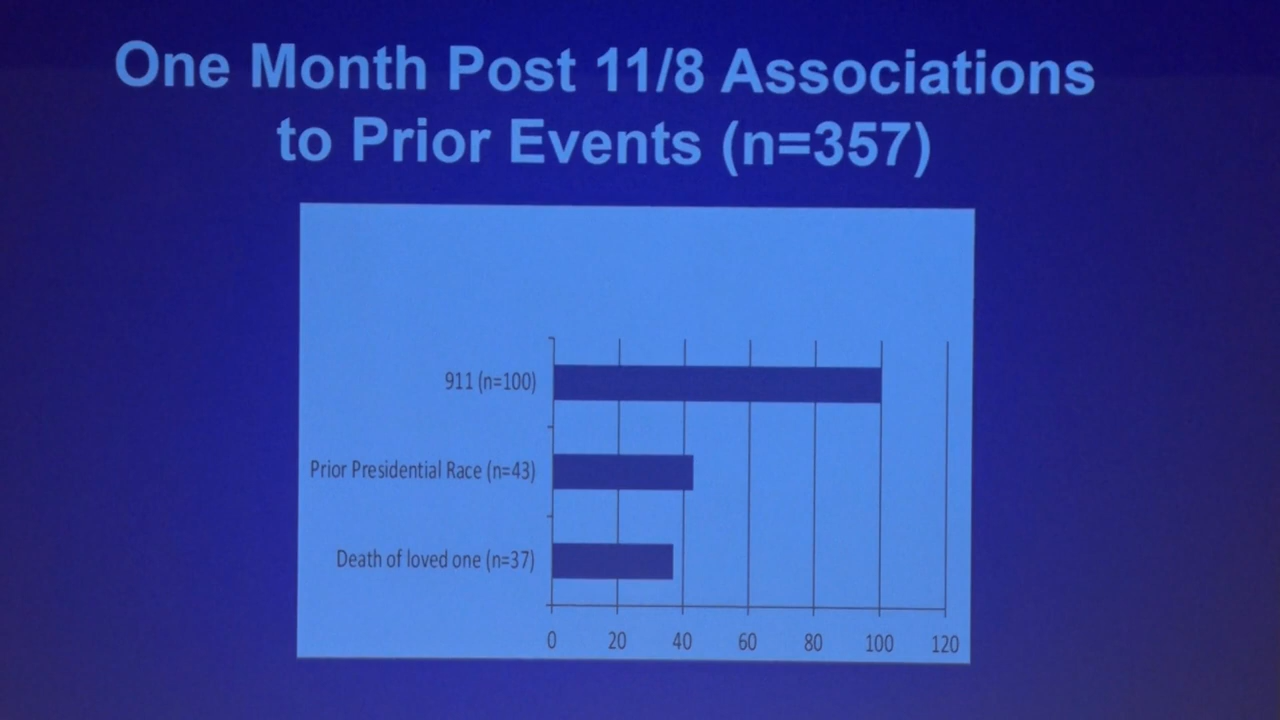 One Month Post 11/8 Associations
to Prior Events (n=357)
911 (n=100)
Prior Presidential Race (n=43)
Death of loved one (n=37)
0 20 40 60 80 100 120